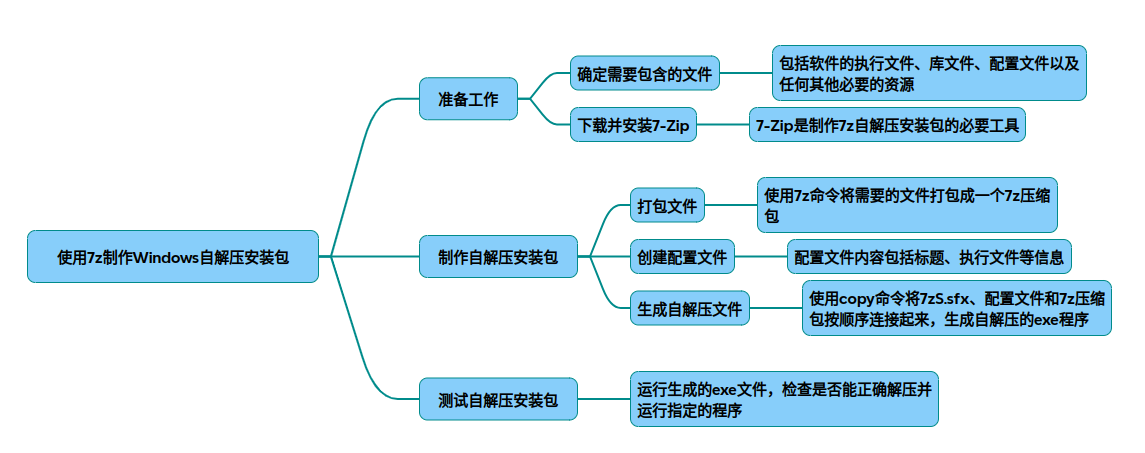 使用7z制作Windows自解压安装包
准备工作
确定需要包含的文件
包括软件的执行文件、库文件、配置文件以及
任何其他必要的资源
下载并安装7-Zip
7-Zip是制作7z自解压安装包的必要工具
制作自解压安装包
打包文件
使用7z命令将需要的文件打包成一个7z压缩
包
创建配置文件
配置文件内容包括标题、执行文件等信息
生成自解压文件
使用copy命令将7zS.sfx、配置文件和7z压缩
包按顺序连接起来，生成自解压的exe程序
测试自解压安装包
运行生成的exe文件，检查是否能正确解压并
运行指定的程序